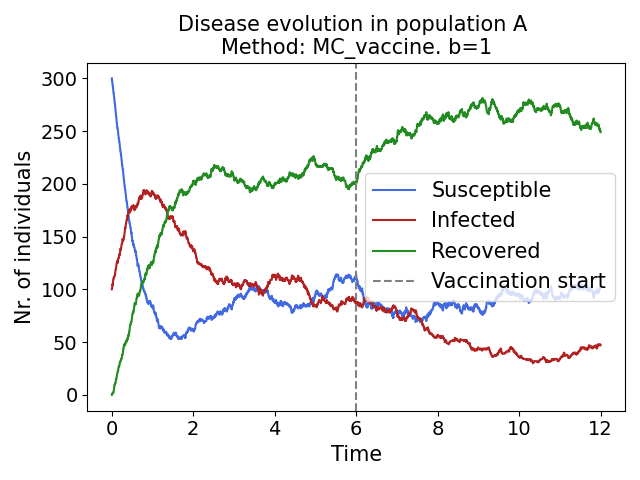 Disease evolution in population A
Method: MC_vaccine. b=1
Nr. of individuals
300
250
200
150
100
50
0
Susceptible
Infected
Recovered
Vaccination start
0 2 4 6 8 10 12
Time